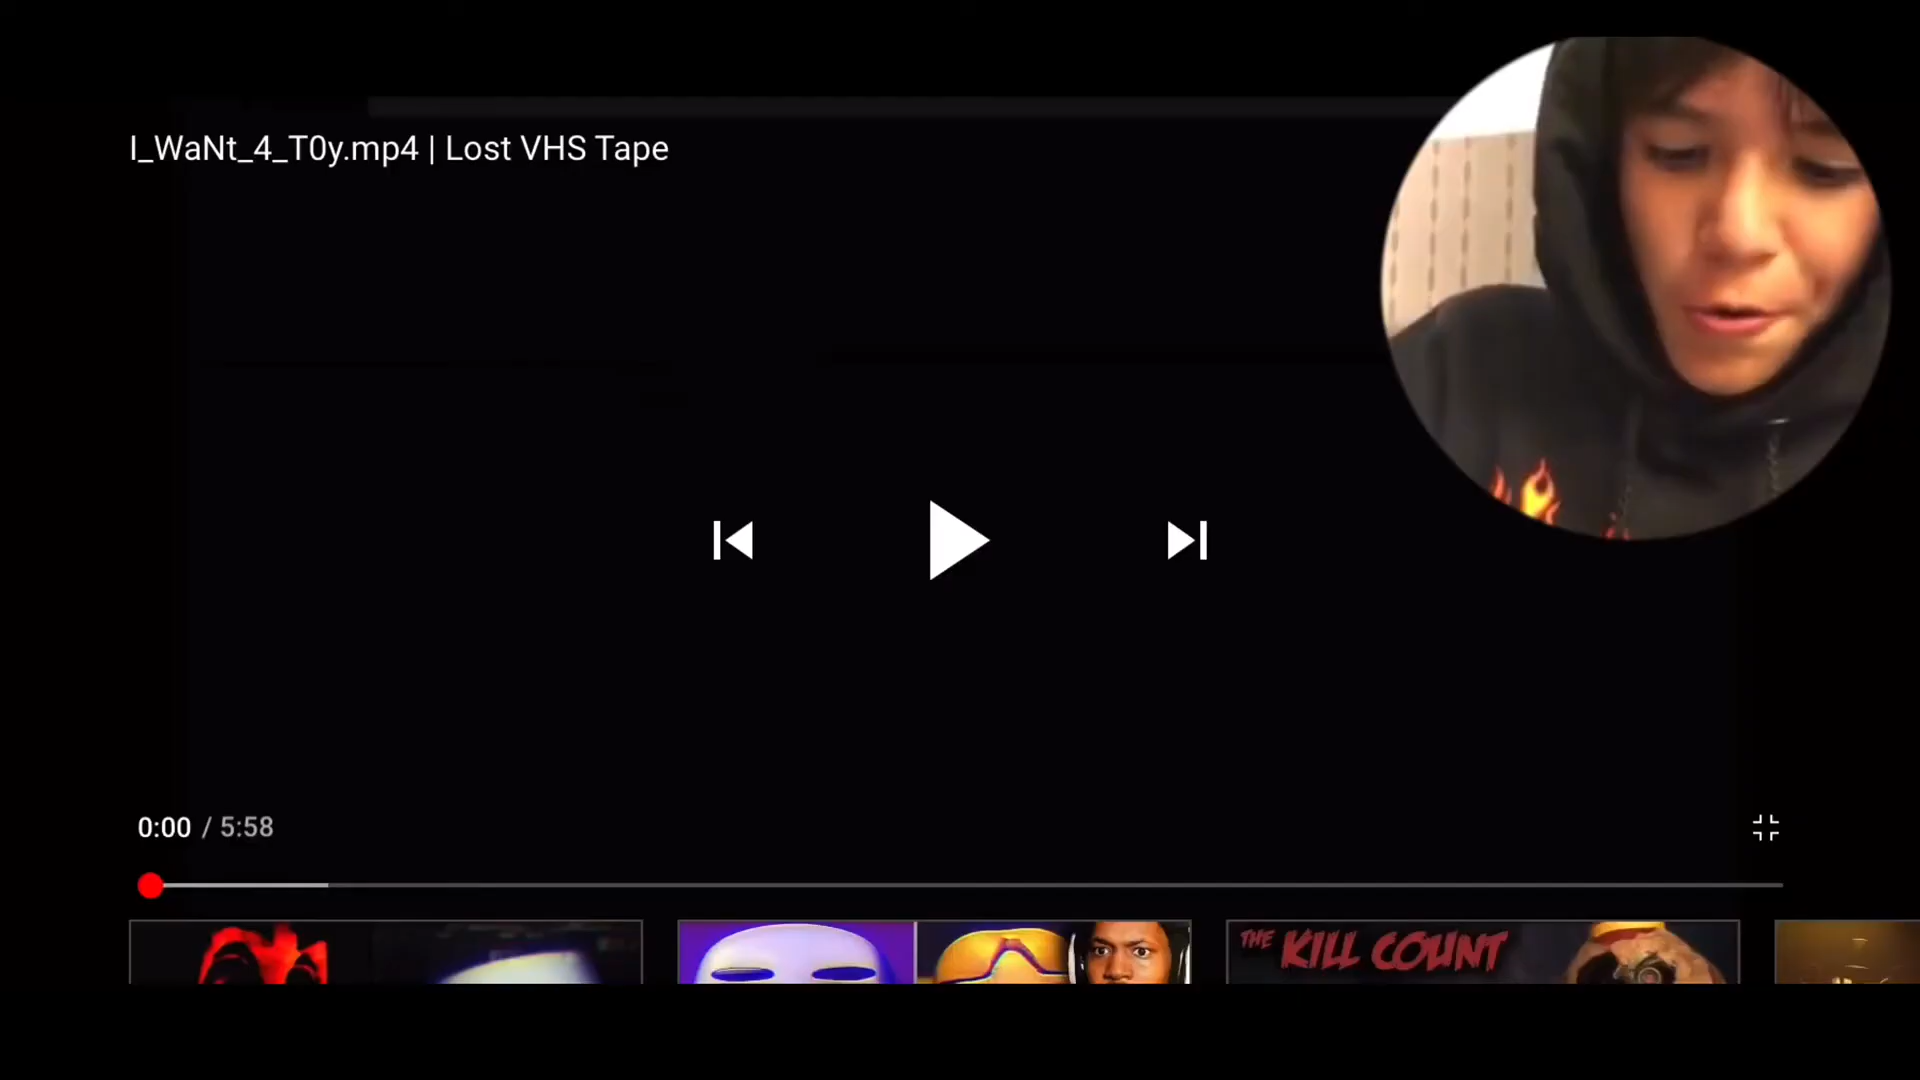 I_WaNt_4_T0y.mp4 | Lost VHS Tape
0:00 / 5:58
THE KILL COUNT